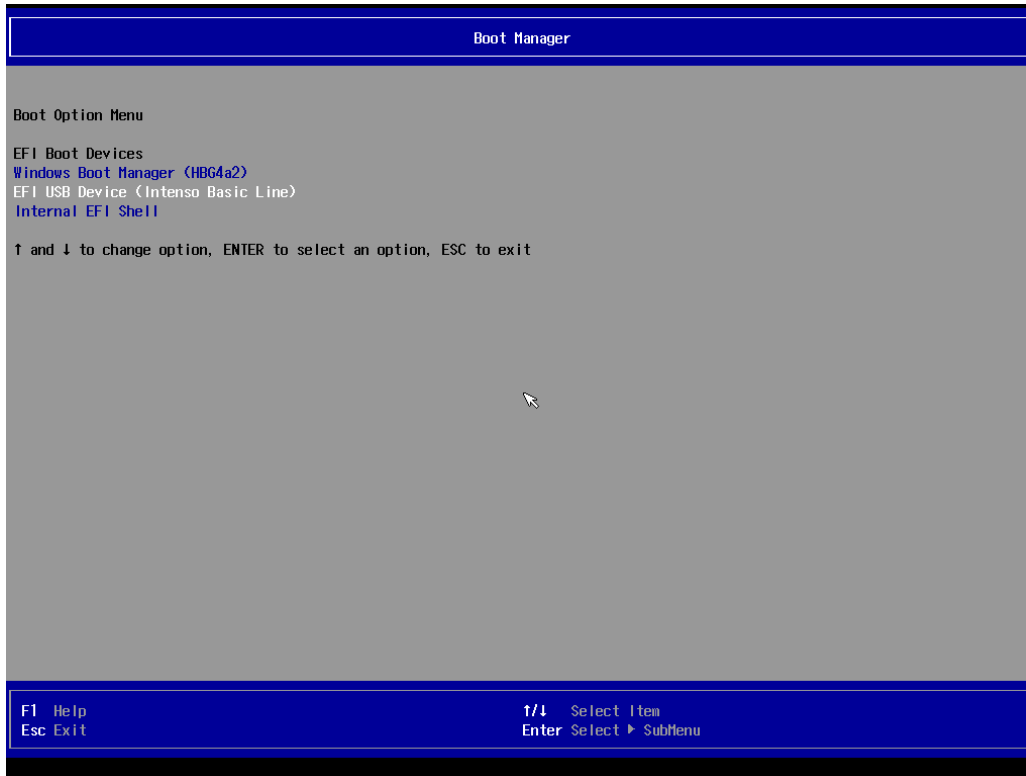 Boot Manager
Boot Option Menu
EFI Boot Devices
Windows Boot Manager (HBG4a2)
EFI USB Device (Intenso Basic Line)
Internal EFI Shell
↑ and ↓ to change option, ENTER to select an option, ESC to exit
F1 Help
↑/↓ Select Item
Esc Exit
Enter Select ▶ SubMenu